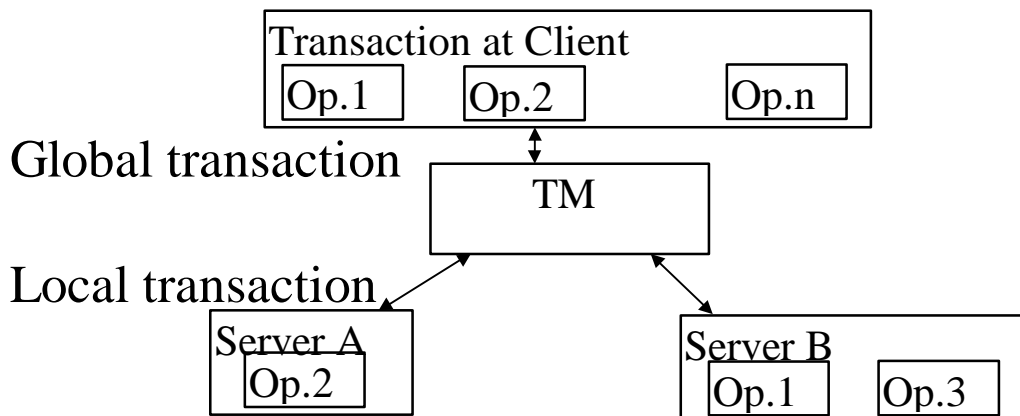 Transaction at Client
Op.1 Op.2 Op.n
Global transaction
TM
Local transaction
Server A
Op.2
Server B
Op.1 Op.3